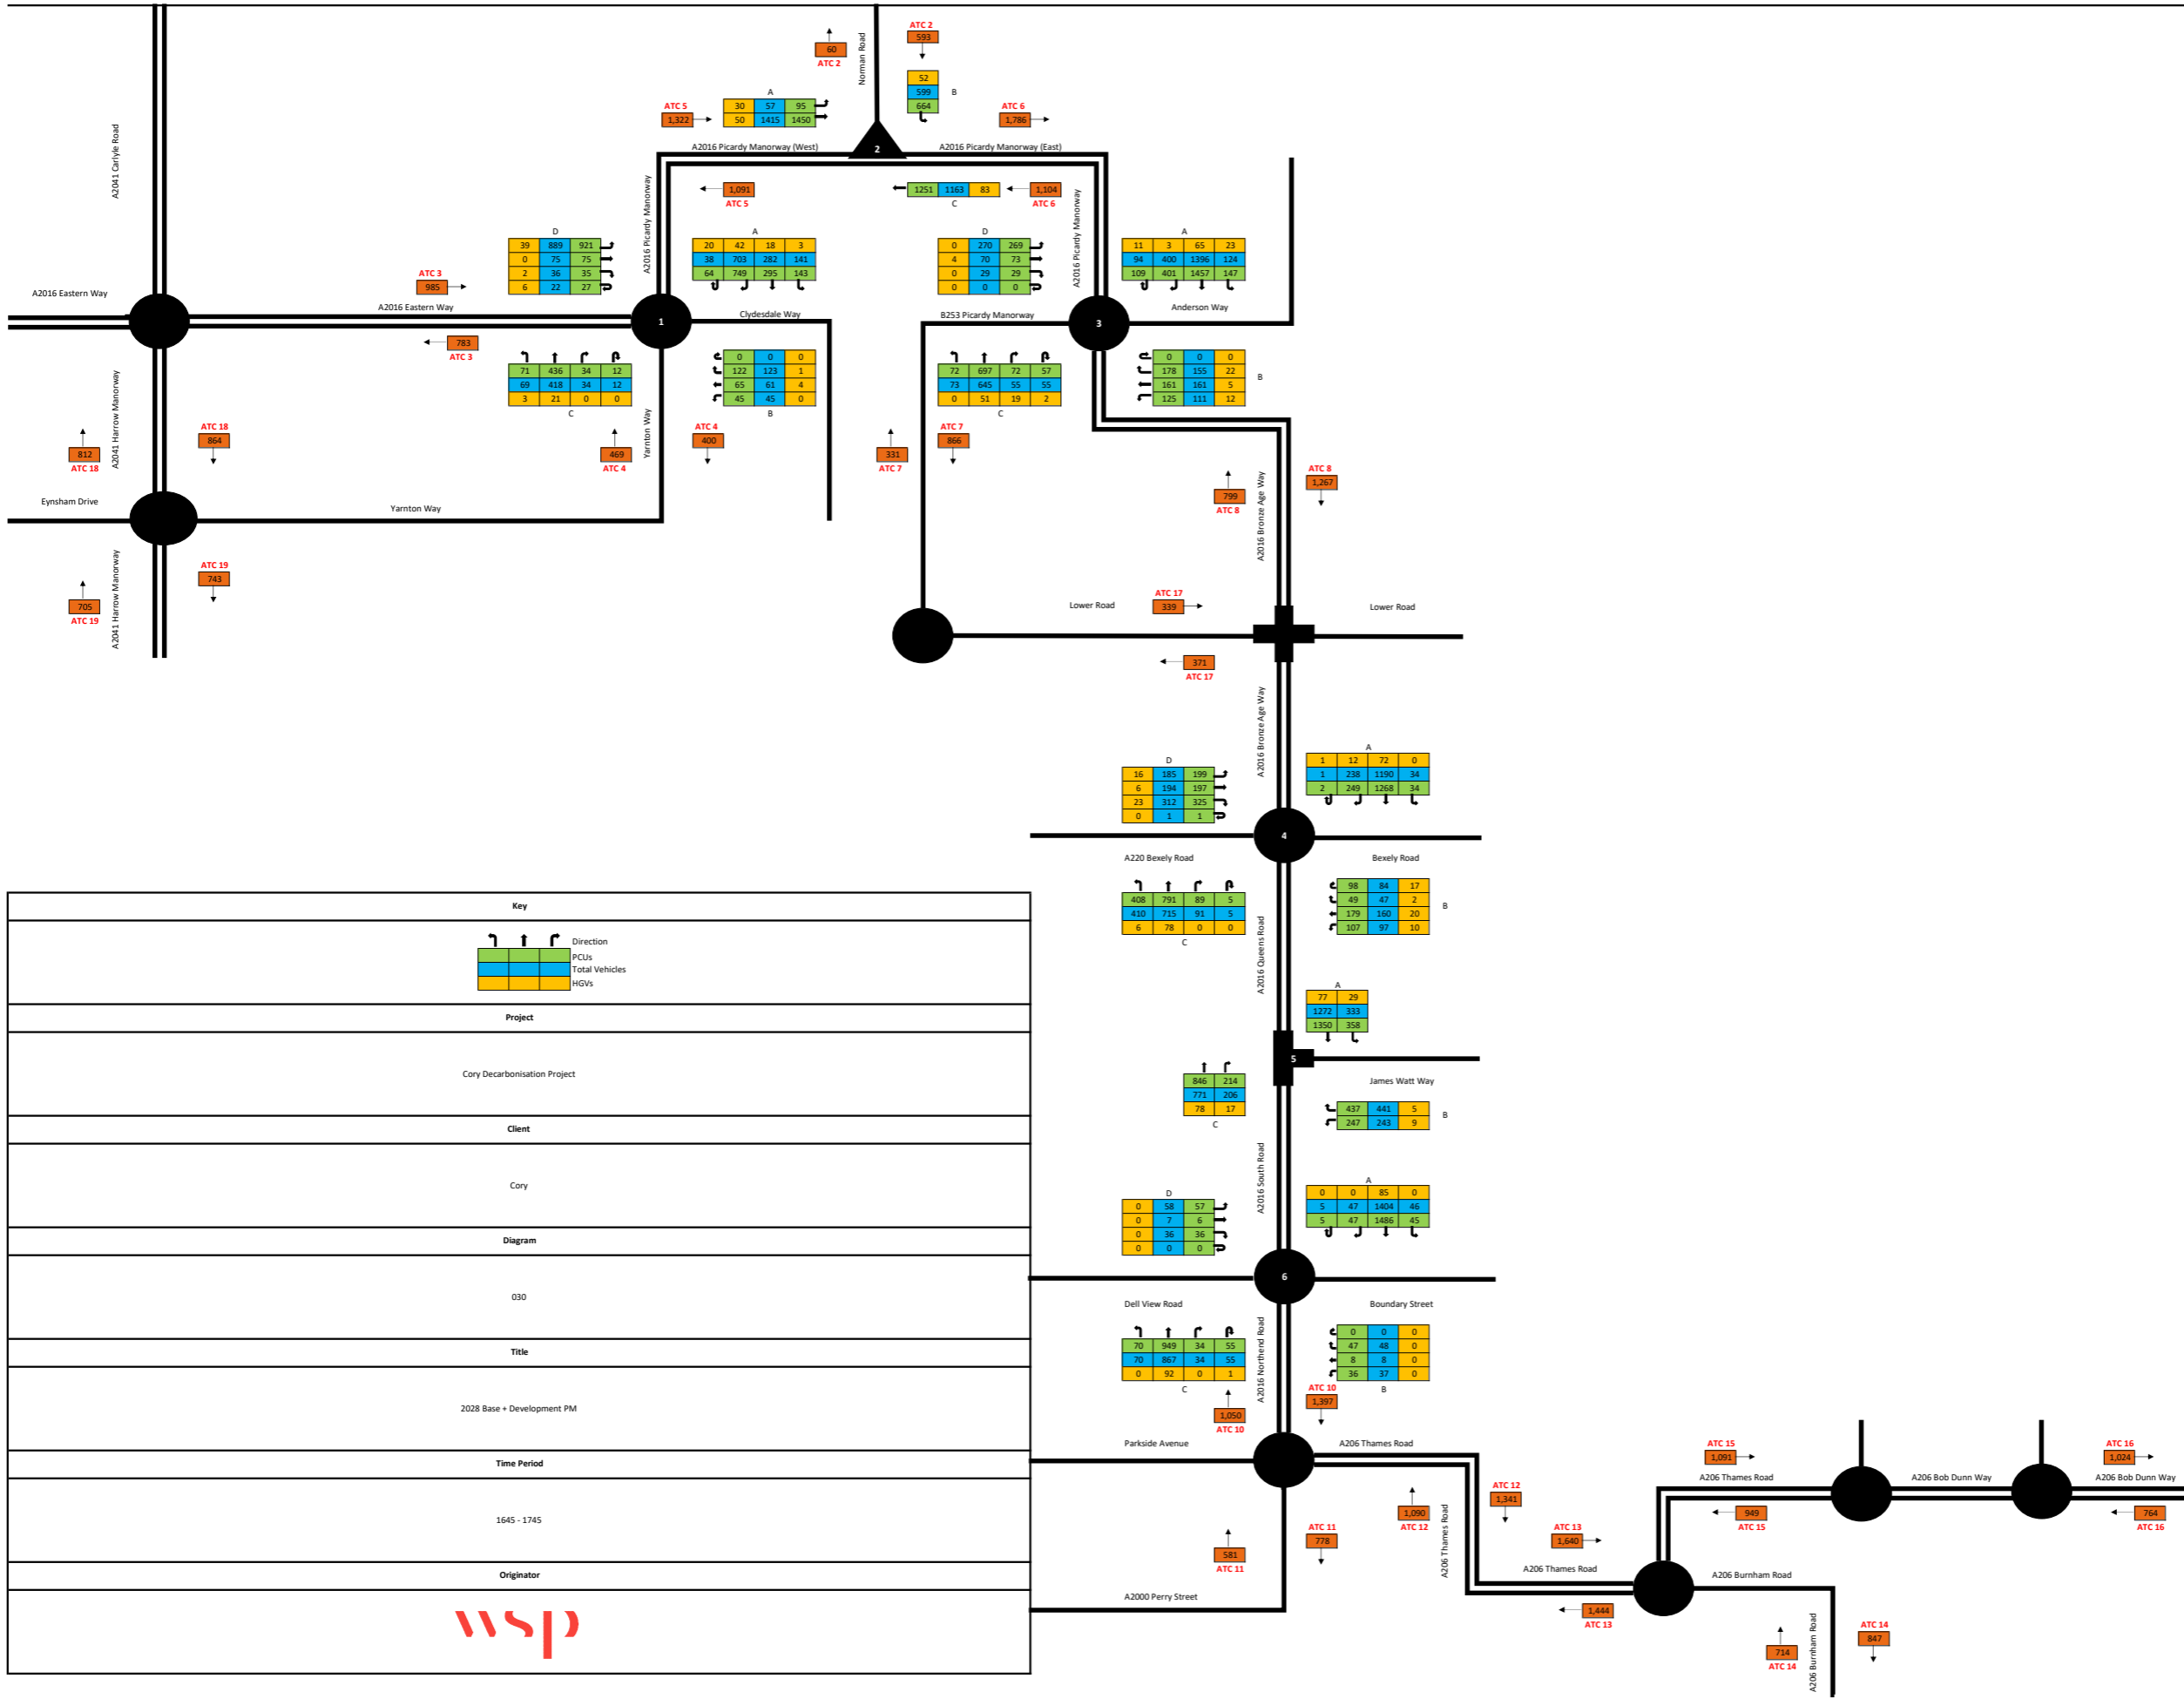 ATC 2
593
60
ATC 2
Norman Road
52
599
664
B
A
30 57 95
50 1415 1450
ATC 5
1,322
ATC 6
1,786
A2016 Picardy Manorway (West)
2
A2016 Picardy Manorway (East)
A2041 Carlyle Road
A2016 Picardy Manorway
1,091
ATC 5
1251 1163 83
C
1,104
ATC 6
A2016 Picardy Manorway
D
39 889 921
0 75 75
2 36 35
6 22 27
A
20 42 18 3
38 703 282 141
64 749 295 143
D
0 270 269
4 70 73
0 29 29
0 0 0
A
11 3 65 23
94 400 1396 124
109 401 1457 147
ATC 3
985
A2016 Eastern Way
A2016 Eastern Way
1
Clydesdale Way
B253 Picardy Manorway
3
Anderson Way
783
ATC 3
71 436 34 12
69 418 34 12
3 21 0 0
C
0 0 0
122 123 1
65 61 4
45 45 0
B
72 697 72 57
73 645 55 55
0 51 19 2
C
0 0 0
178 155 22
161 161 5
125 111 12
B
A2041 Harrow Manorway
812
ATC 18
ATC 18
864
469
ATC 4
Yarnton Way
ATC 4
400
331
ATC 7
ATC 7
866
799
ATC 8
A2016 Bronze Age Way
ATC 8
1,267
Eynsham Drive
Yarnton Way
705
ATC 19
A2041 Harrow Manorway
ATC 19
743
Lower Road
ATC 17
339
Lower Road
371
ATC 17
A2016 Bronze Age Way
D
16 185 199
6 194 197
23 312 325
0 1 1
A
1 12 72 0
1 238 1190 34
2 249 1268 34
4
A220 Bexely Road
Bexely Road
408 791 89 5
410 715 91 5
6 78 0 0
C
A2016 Queens Road
98 84 17
49 47 2
179 160 20
107 97 10
B
A
77 29
1272 333
1350 358
5
James Watt Way
846 214
771 206
78 17
C
437 441 5
247 243 9
B
A2016 South Road
D
0 58 57
0 7 6
0 36 36
0 0 0
A
0 0 85 0
5 47 1404 46
5 47 1486 45
6
Dell View Road
Boundary Street
70 949 34 55
70 867 34 55
0 92 0 1
C
A2016 Northend Road
0 0 0
47 48 0
8 8 0
36 37 0
B
1,050
ATC 10
ATC 10
1,397
Parkside Avenue
A206 Thames Road
581
ATC 11
ATC 11
778
A2000 Perry Street
1,090
ATC 12
A206 Thames Road
ATC 12
1,341
ATC 13
1,640
A206 Thames Road
1,444
ATC 13
ATC 15
1,091
A206 Thames Road
949
ATC 15
A206 Bob Dunn Way
ATC 16
1,024
A206 Bob Dunn Way
764
ATC 16
A206 Burnham Road
714
ATC 14
A206 Burnham Road
ATC 14
847
Key
Direction
PCUs
Total Vehicles
HGVs
Project
Cory Decarbonisation Project
Client
Cory
Diagram
030
Title
2028 Base + Development PM
Time Period
1645 - 1745
Originator
wsp